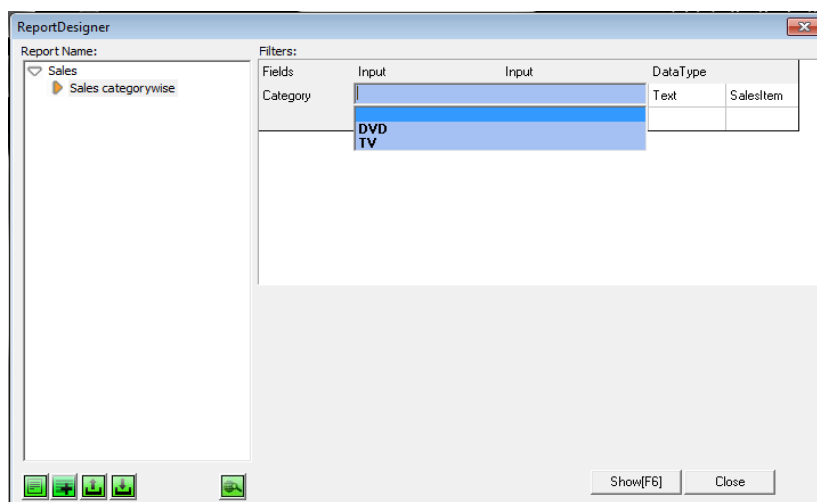 ReportDesigner
Report Name:
Filters:
Sales
Sales categorywise
Fields Input Input DataType
Category Text SalesItem
DVD
TV
Show[F6] Close